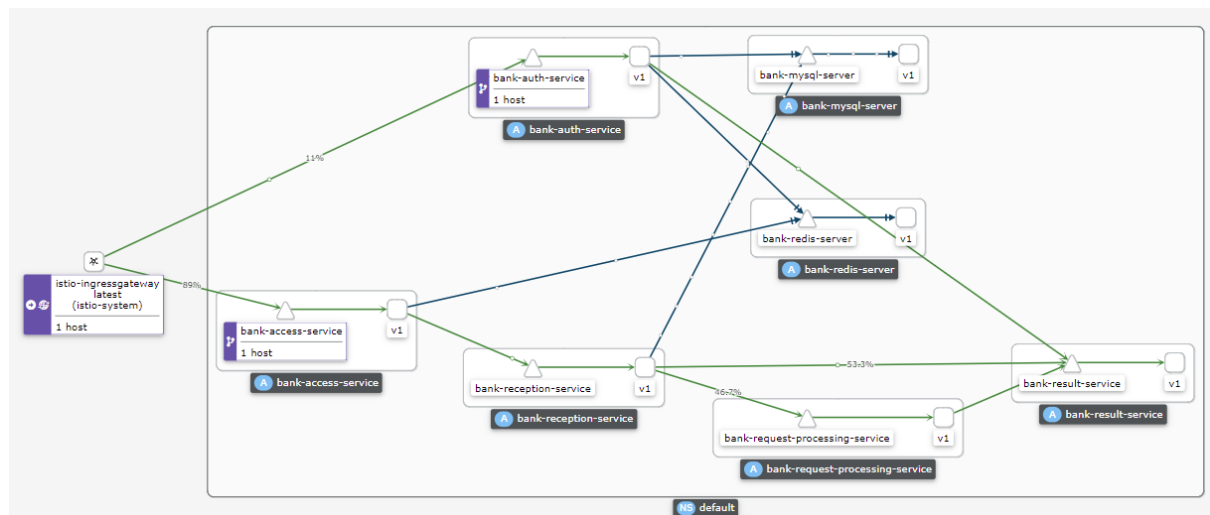 bank-auth-service
1 host
v1
A bank-auth-service
bank-mysql-server
v1
A bank-mysql-server
11%
bank-redis-server
v1
A bank-redis-server
istio-ingressgateway
latest
(istio-system)
1 host
89%
bank-access-service
1 host
v1
A bank-access-service
bank-reception-service
v1
A bank-reception-service
53.3%
46.7%
bank-request-processing-service
v1
A bank-request-processing-service
bank-result-service
v1
A bank-result-service
NS default